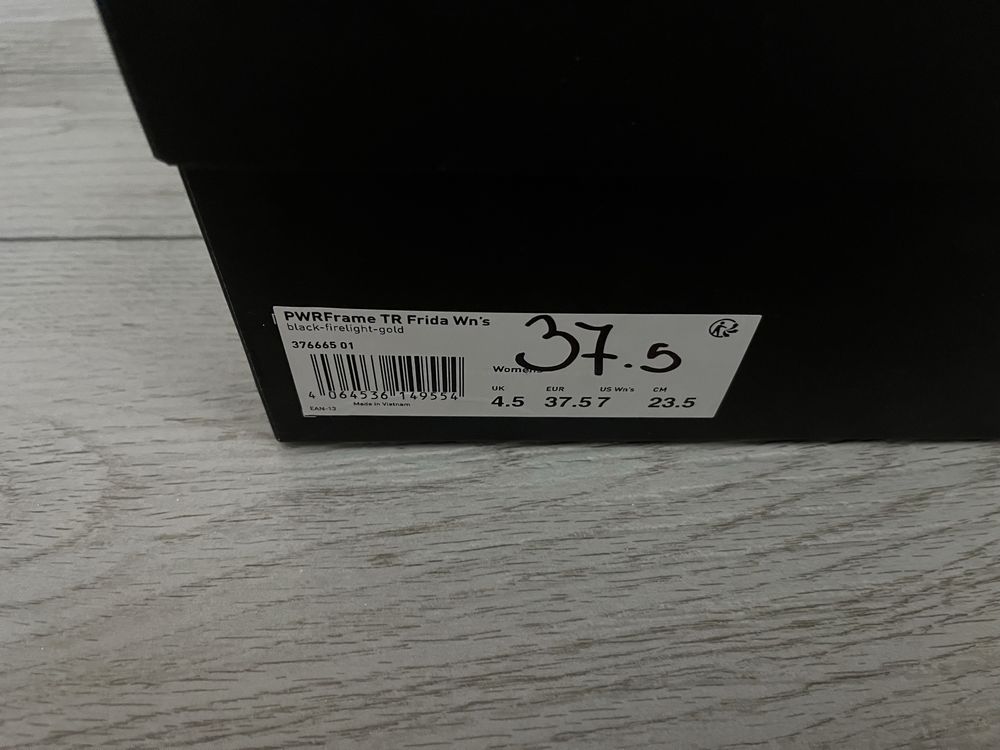 PWRFrame TR Frida Wn's
black-firelight-gold
376665 01
37.5
Womens
UK EUR US Wn's CM
4.5 37.5 7 23.5
4 064536 149554
Made in Vietnam
EAN-13